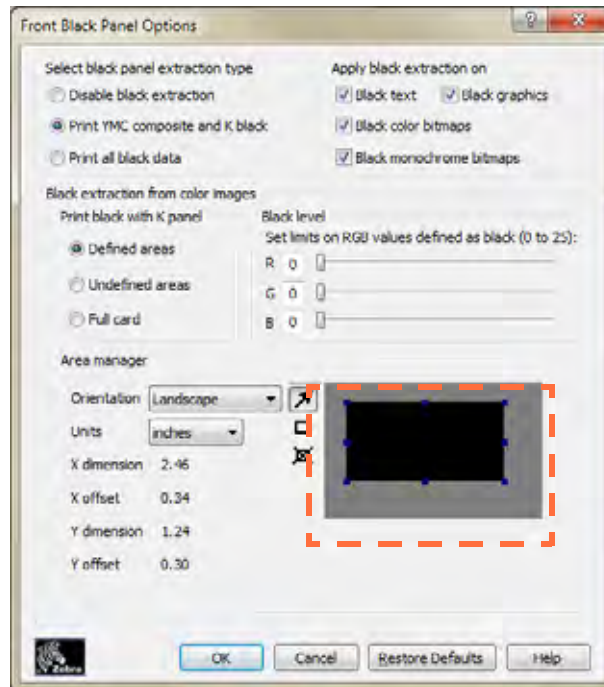 Front Black Panel Options
Select black panel extraction type
Disable black extraction
Print YMC composite and K black
Print all black data
Apply black extraction on
Black text Black graphics
Black color bitmaps
Black monochrome bitmaps
Black extraction from color images
Print black with K panel
Defined areas
Undefined areas
Full card
Black level
Set limits on RGB values defined as black (0 to 25):
R 0
G 0
B 0
Area manager
Orientation Landscape
Units inches
X dimension 2.46
X offset 0.34
Y dimension 1.24
Y offset 0.30
Zebra
OK Cancel Restore Defaults Help